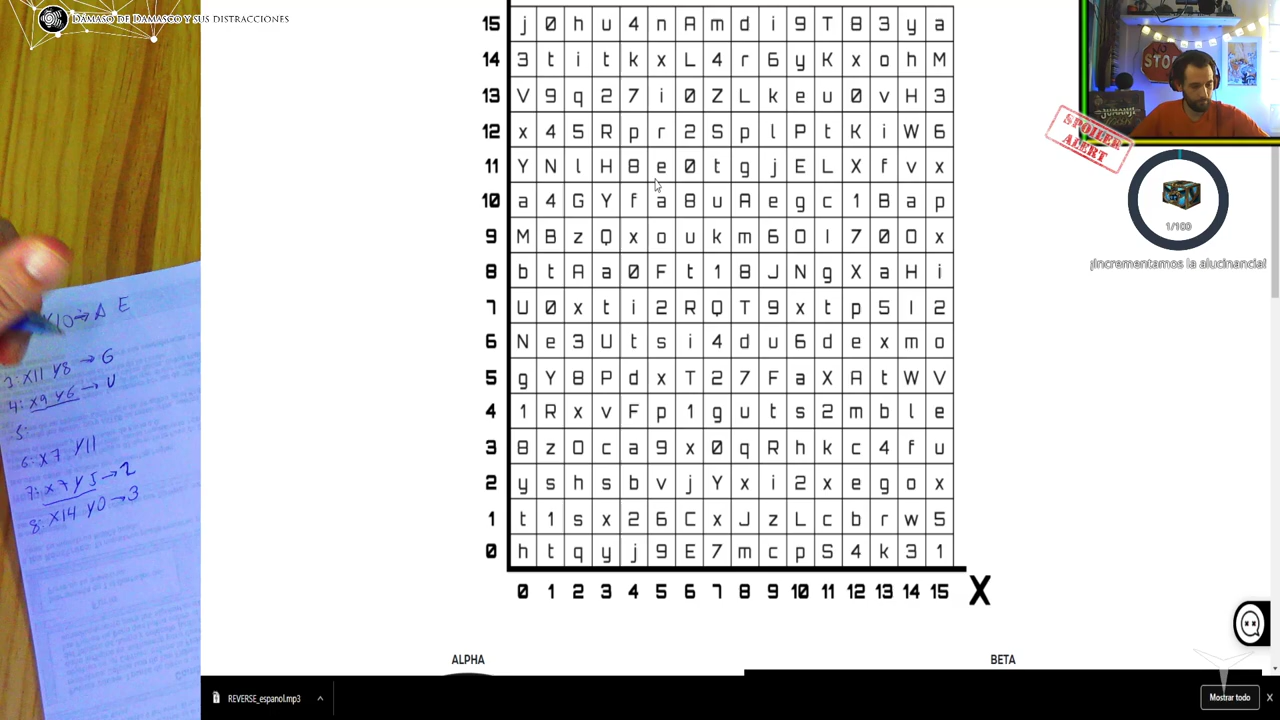 DÁMASO DE DAMASCO Y SUS DISTRACCIONES
15 j 0 h u 4 n A m d i 9 T 8 3 y a
14 3 t i t k x L 4 r 6 y K x o h M
13 V 9 q 2 7 i 0 Z L k e u 0 v H 3
12 x 4 5 R p r 2 S p l P t K i W 6
11 Y N l H 8 e 0 t g j E L X f v x
10 a 4 G Y f a 8 u A e g c 1 B a p
9 M B z Q x o u k m 6 O I 7 0 O x
8 b t A a 0 F t 1 8 J N g X a H i
7 U 0 x t i 2 R Q T 9 x t p 5 I 2
6 N e 3 U t s i 4 d u 6 d e x m o
5 g Y 8 P d x T 2 7 F a X A t W V
4 1 R x v F p 1 g u t s 2 m b l e
3 8 z O c a 9 x 0 q R h k c 4 f u
2 y s h s b v j Y x i 2 x e g o x
1 t 1 s x 2 6 C x J z L c b r w 5
0 h t q y j 9 E 7 m c p S 4 k 3 1
0 1 2 3 4 5 6 7 8 9 10 11 12 13 14 15 X
ALPHA
BETA
Y10→A E
3: X11 Y8 → G
4: X9 Y6 → U
5:
6: X7 Y11
7: X7 Y5 → 2
8: X14 Y0 → 3
STOP
JUMANJI
SPOILER
ALERT
1/100
¡Incrementamos la alucinancia!
REVERSE_espanol.mp3
Mostrar todo
X